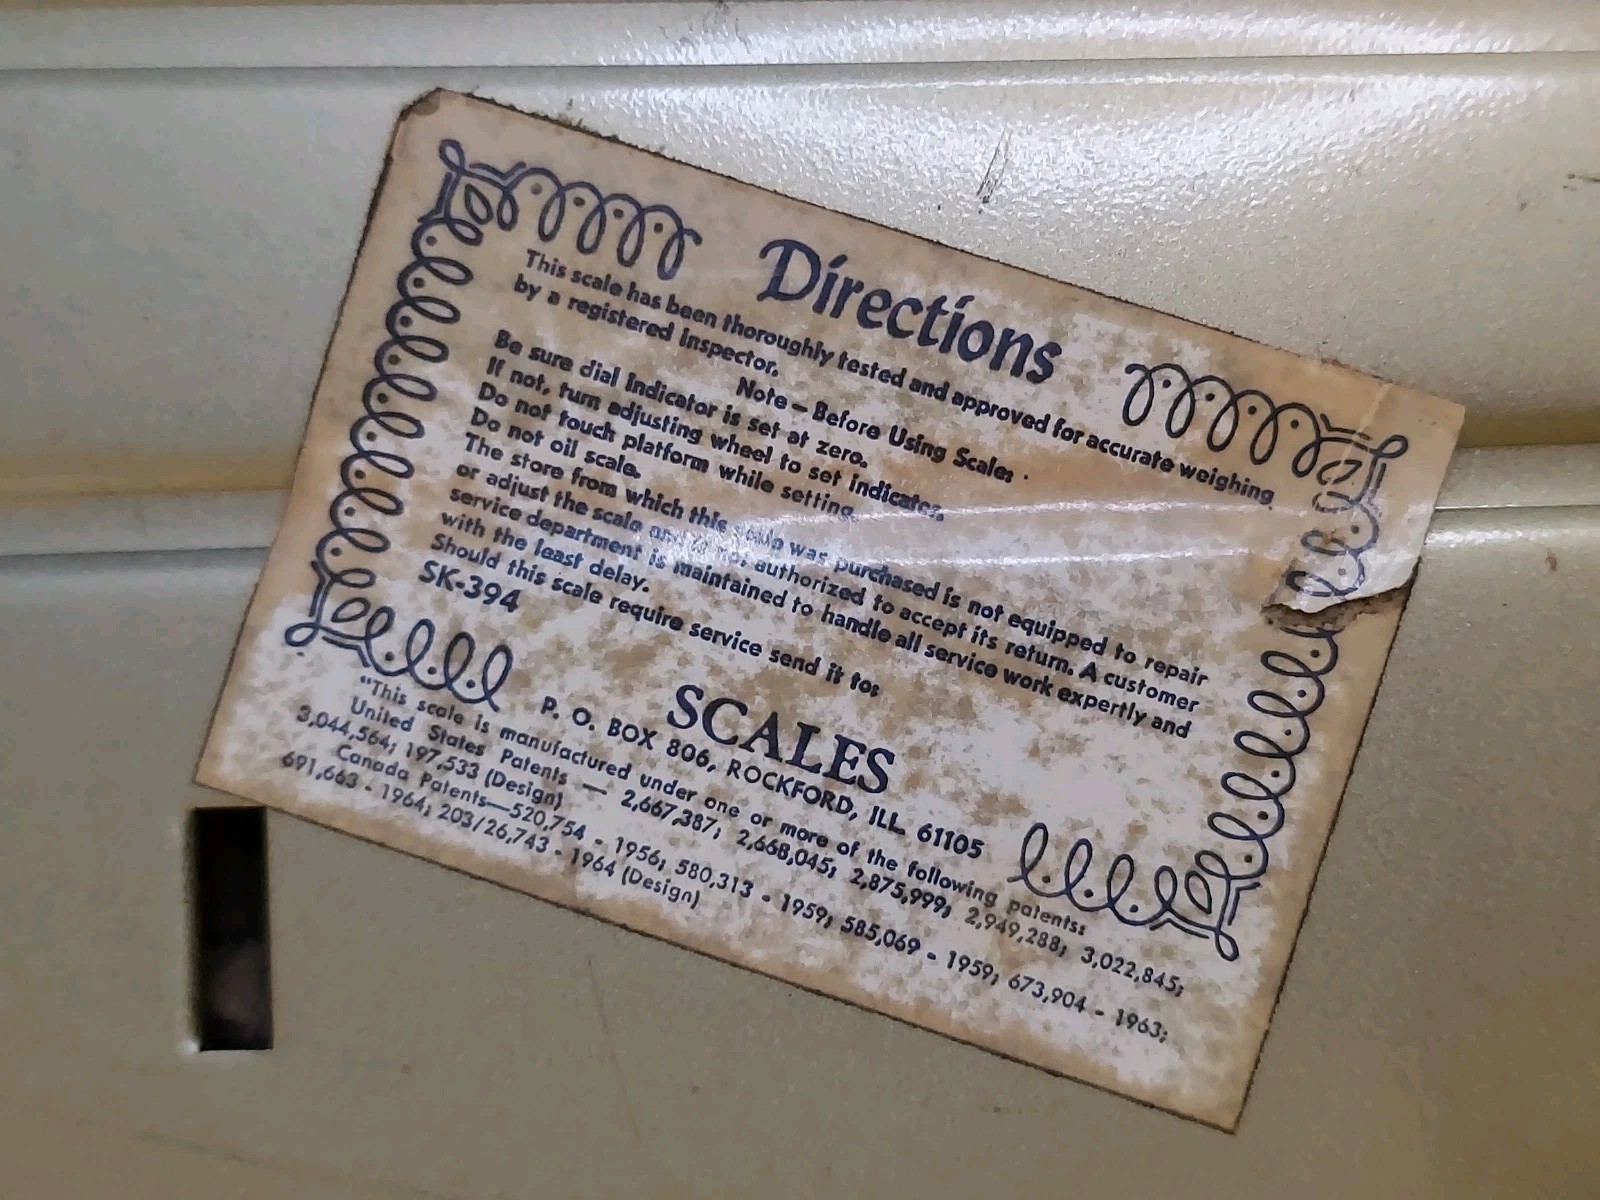 Directions
This scale has been thoroughly tested and approved for accurate weighing
by a registered inspector.
Note – Before Using Scale:
Be sure dial indicator is set at zero.
If not, turn adjusting wheel to set indicator.
Do not touch platform while setting.
Do not oil scale.
The store from which this scale was purchased is not equipped to repair
or adjust the scale and is not authorized to accept its return. A customer
service department is maintained to handle all service work expertly and
with the least delay.
Should this scale require service send it to:
SK-394
SCALES
P. O. BOX 806, ROCKFORD, ILL. 61105
"This scale is manufactured under one or more of the following patents:
United States Patents — 2,667,387; 2,668,045; 2,875,999; 2,949,288; 3,022,845;
3,044,564; 197,533 (Design)
Canada Patents—520,754 - 1956; 580,313 - 1959; 585,069 - 1959; 673,904 - 1963;
691,663 - 1964; 203/26,743 - 1964 (Design)